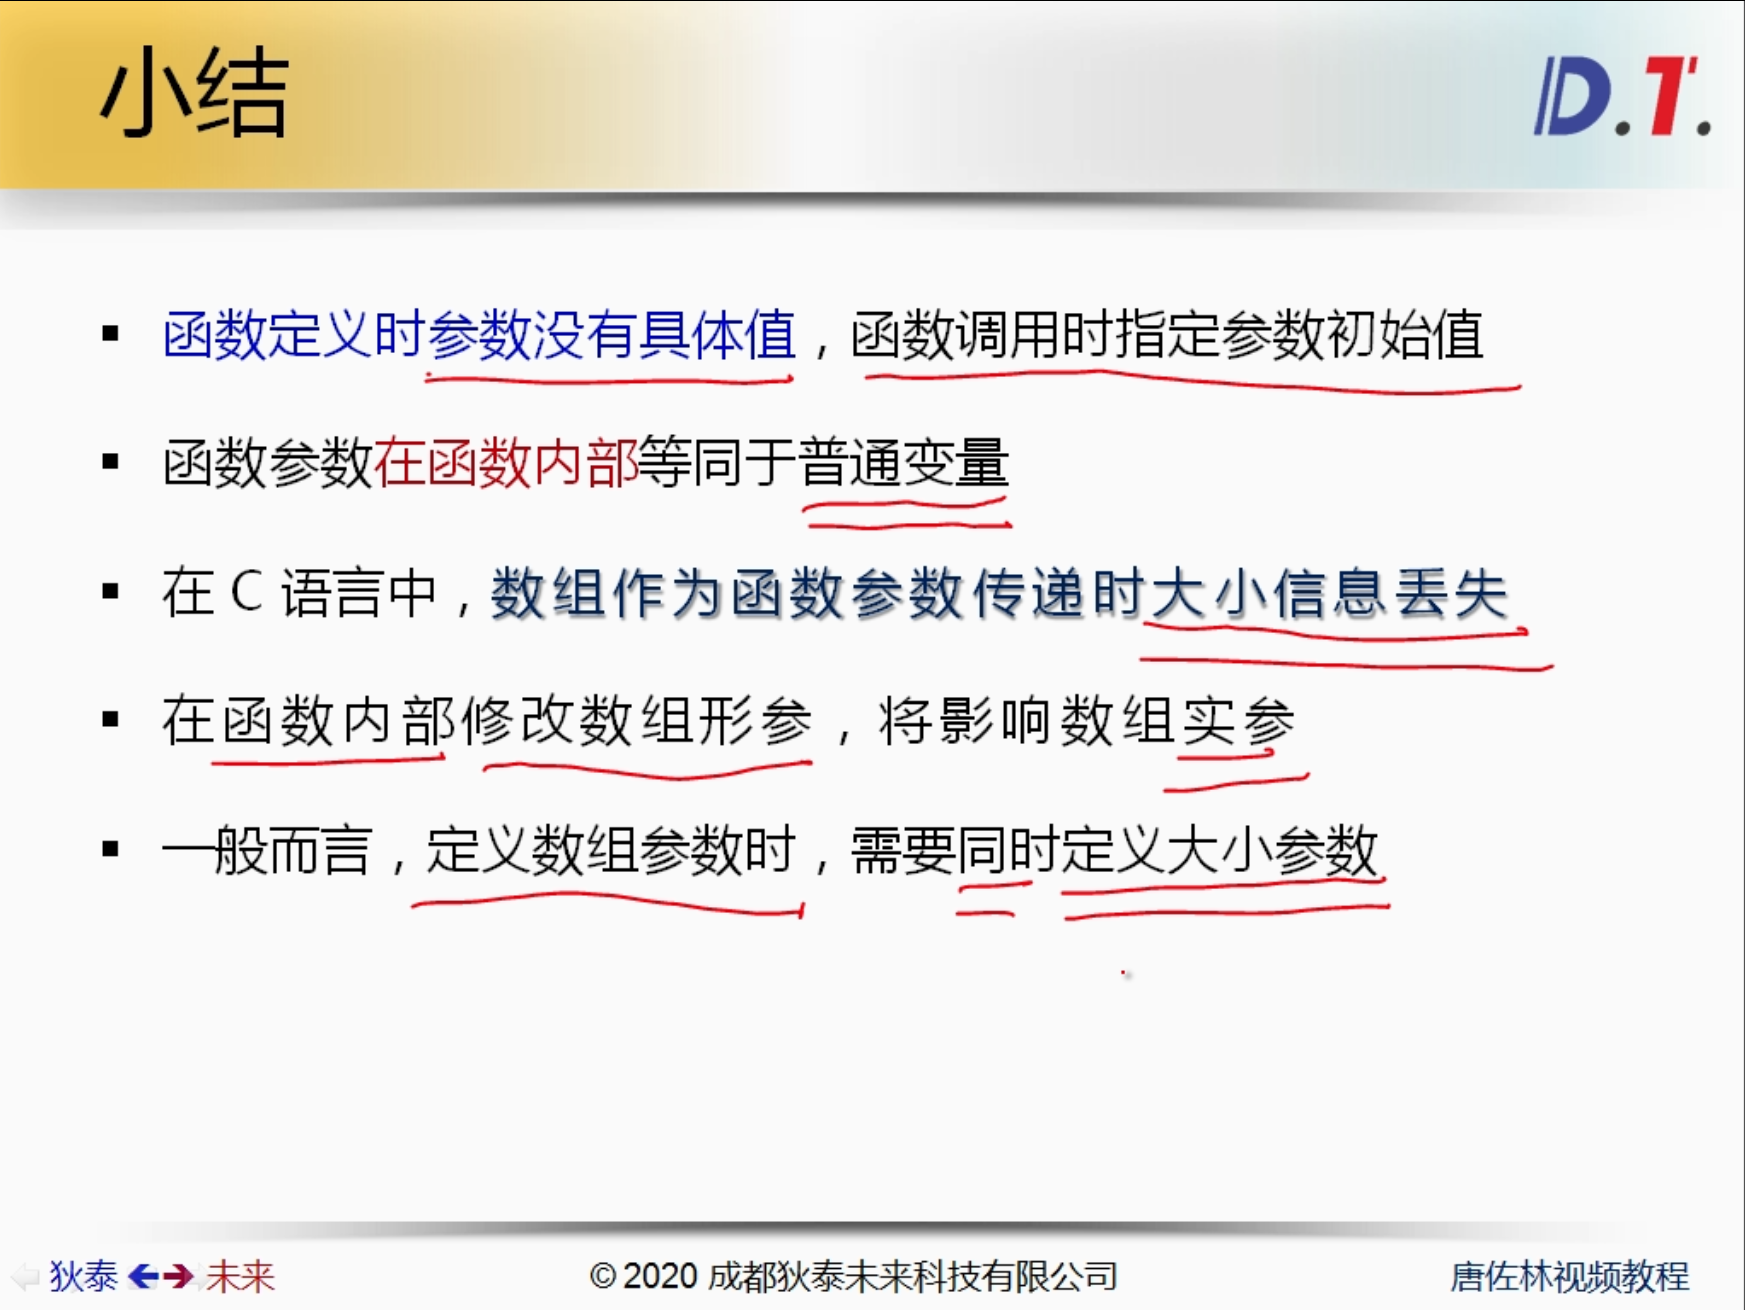 小结
D.T.
▪ 函数定义时参数没有具体值，函数调用时指定参数初始值
▪ 函数参数在函数内部等同于普通变量
▪ 在 C 语言中，数组作为函数参数传递时大小信息丢失
▪ 在函数内部修改数组形参，将影响数组实参
▪ 一般而言，定义数组参数时，需要同时定义大小参数
狄泰 未来
© 2020 成都狄泰未来科技有限公司
唐佐林视频教程